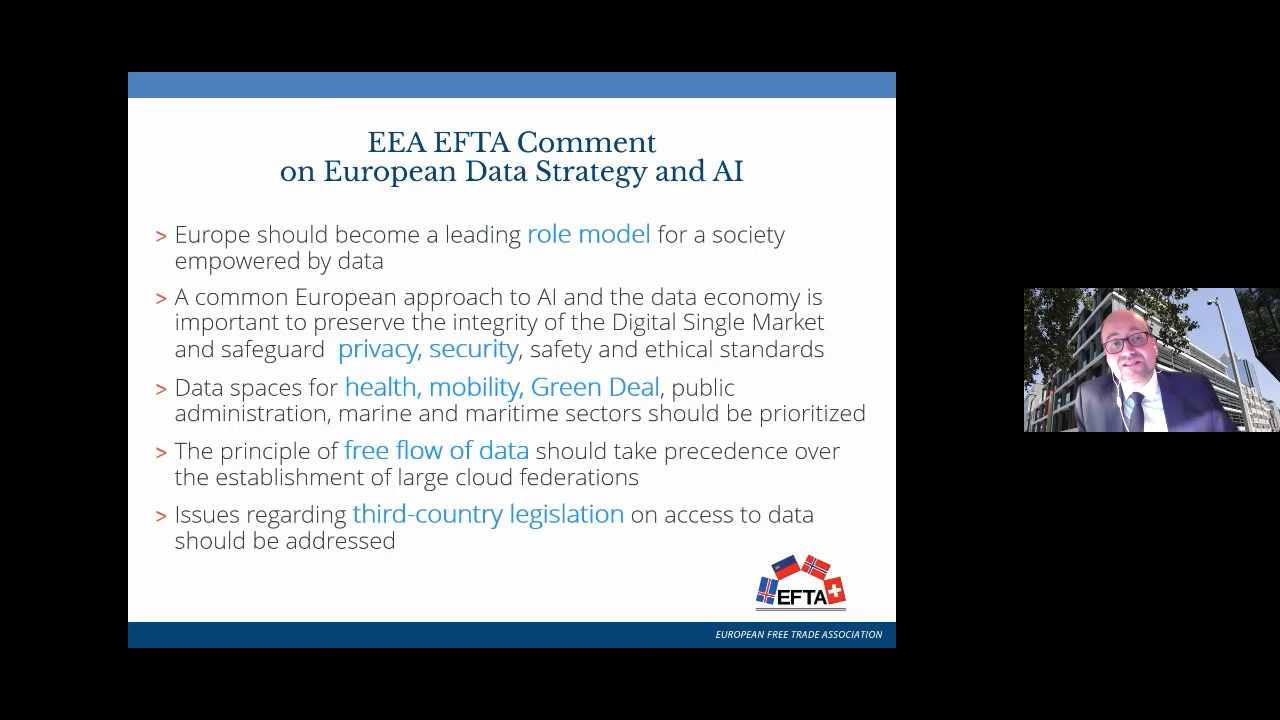 EEA EFTA Comment
on European Data Strategy and AI
> Europe should become a leading role model for a society
empowered by data
> A common European approach to AI and the data economy is
important to preserve the integrity of the Digital Single Market
and safeguard privacy, security, safety and ethical standards
> Data spaces for health, mobility, Green Deal, public
administration, marine and maritime sectors should be prioritized
> The principle of free flow of data should take precedence over
the establishment of large cloud federations
> Issues regarding third-country legislation on access to data
should be addressed
EFTA
EUROPEAN FREE TRADE ASSOCIATION